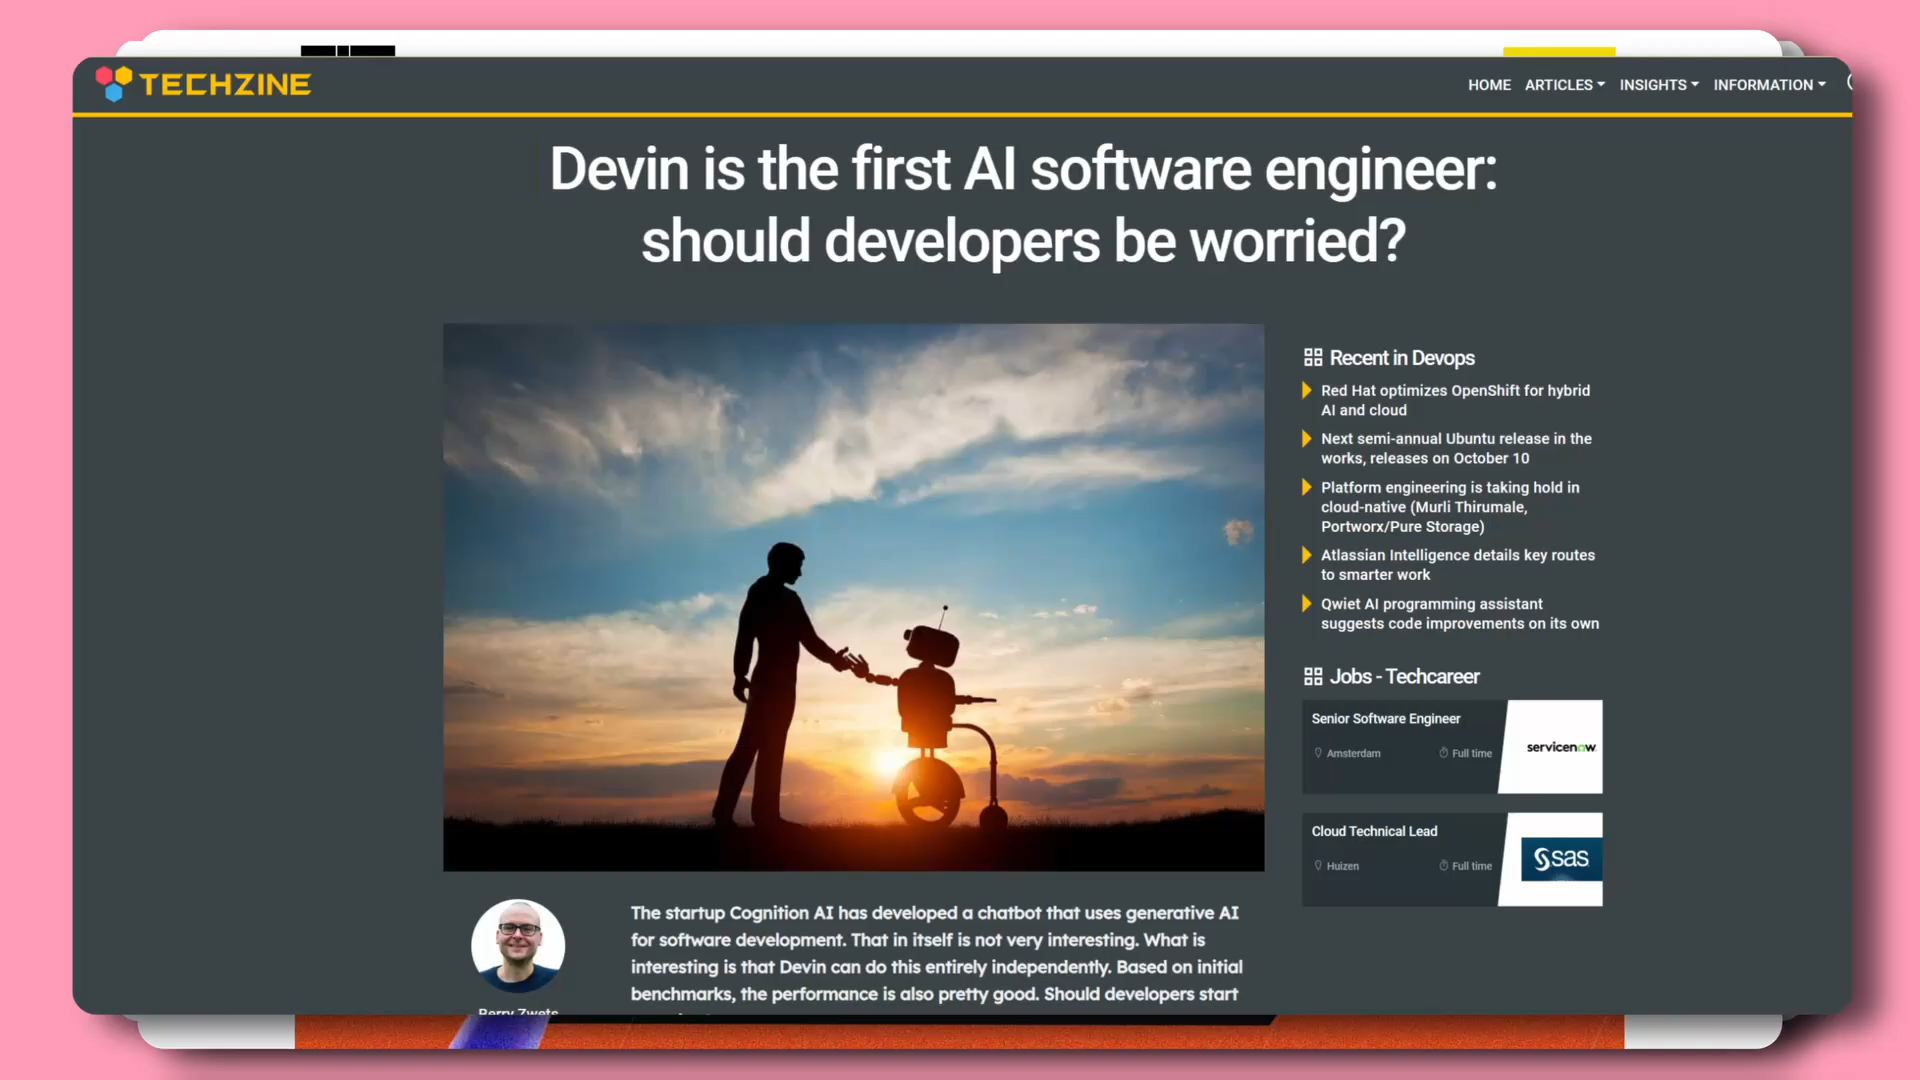 TECHZINE
HOME ARTICLES INSIGHTS INFORMATION
Devin is the first AI software engineer:
should developers be worried?
Recent in Devops
Red Hat optimizes OpenShift for hybrid
AI and cloud
Next semi-annual Ubuntu release in the
works, releases on October 10
Platform engineering is taking hold in
cloud-native (Murli Thirumale,
Portworx/Pure Storage)
Atlassian Intelligence details key routes
to smarter work
Qwiet AI programming assistant
suggests code improvements on its own
Jobs - Techcareer
Senior Software Engineer
Amsterdam Full time
servicenow
Cloud Technical Lead
Huizen Full time
sas
The startup Cognition AI has developed a chatbot that uses generative AI
for software development. That in itself is not very interesting. What is
interesting is that Devin can do this entirely independently. Based on initial
benchmarks, the performance is also pretty good. Should developers start
Berry Zwets